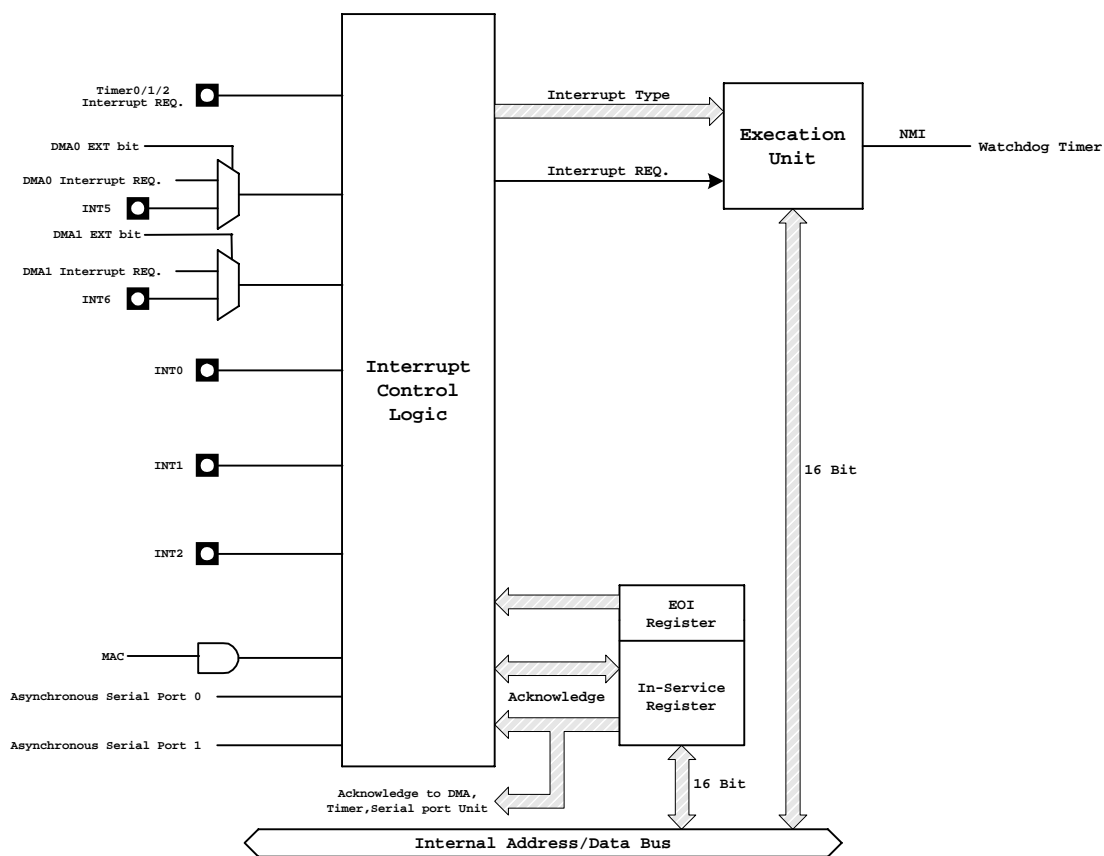 Timer0/1/2
Interrupt REQ.
DMA0 EXT bit
DMA0 Interrupt REQ.
INT5
DMA1 EXT bit
DMA1 Interrupt REQ.
INT6
INT0
INT1
INT2
MAC
Asynchronous Serial Port 0
Asynchronous Serial Port 1
Interrupt
Control
Logic
Interrupt Type
Interrupt REQ.
Execation
Unit
NMI
Watchdog Timer
16 Bit
EOI
Register
In-Service
Register
Acknowledge
16 Bit
Acknowledge to DMA,
Timer,Serial port Unit
Internal Address/Data Bus